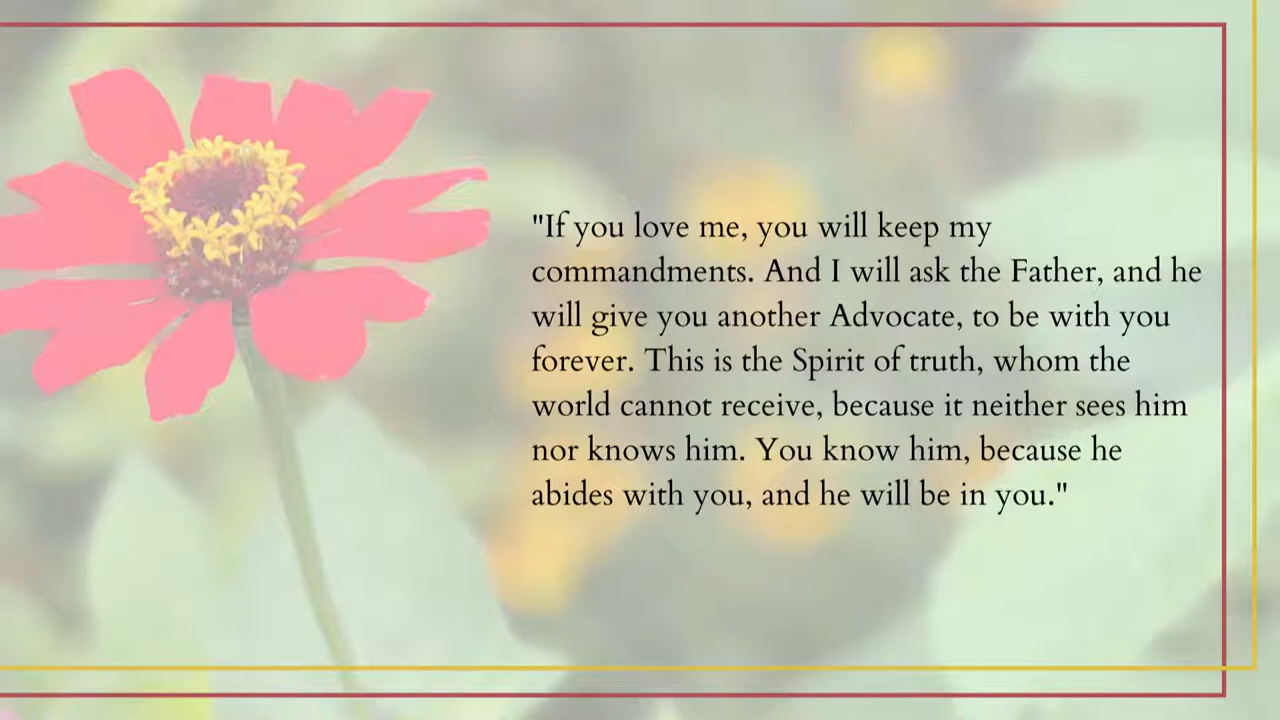 "If you love me, you will keep my
commandments. And I will ask the Father, and he
will give you another Advocate, to be with you
forever. This is the Spirit of truth, whom the
world cannot receive, because it neither sees him
nor knows him. You know him, because he
abides with you, and he will be in you."